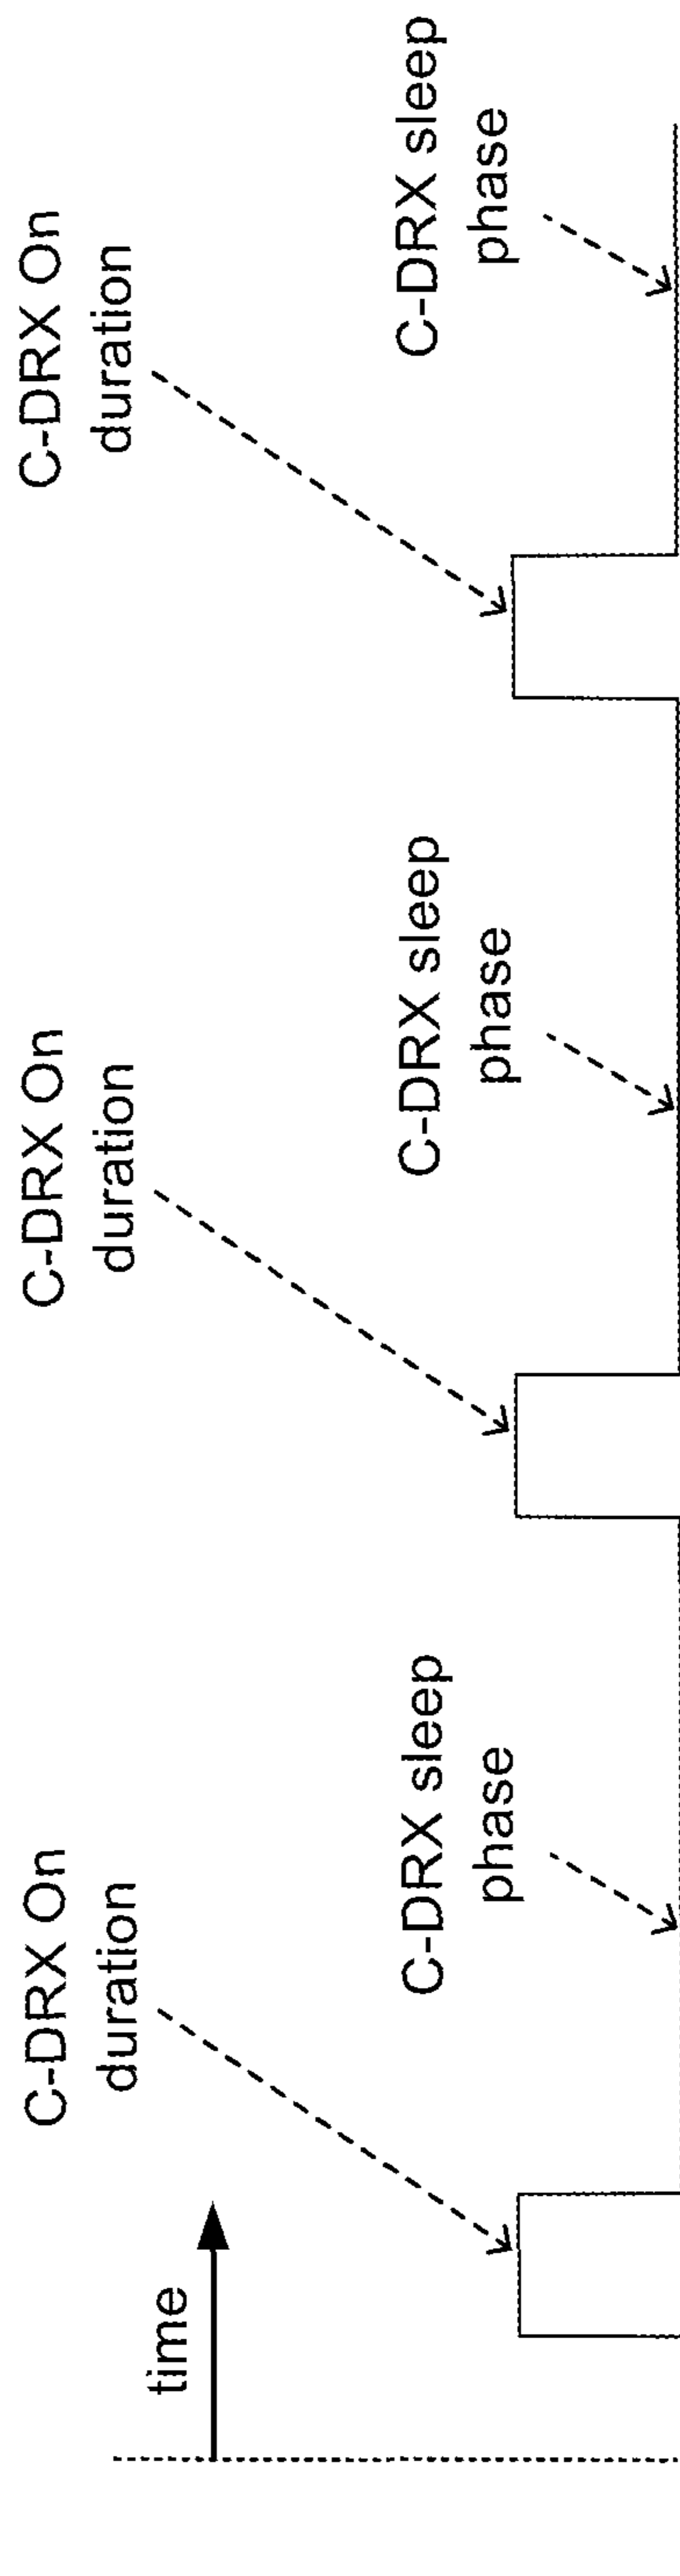 time
C-DRX On
duration
C-DRX sleep
phase
C-DRX On
duration
C-DRX sleep
phase
C-DRX On
duration
C-DRX sleep
phase